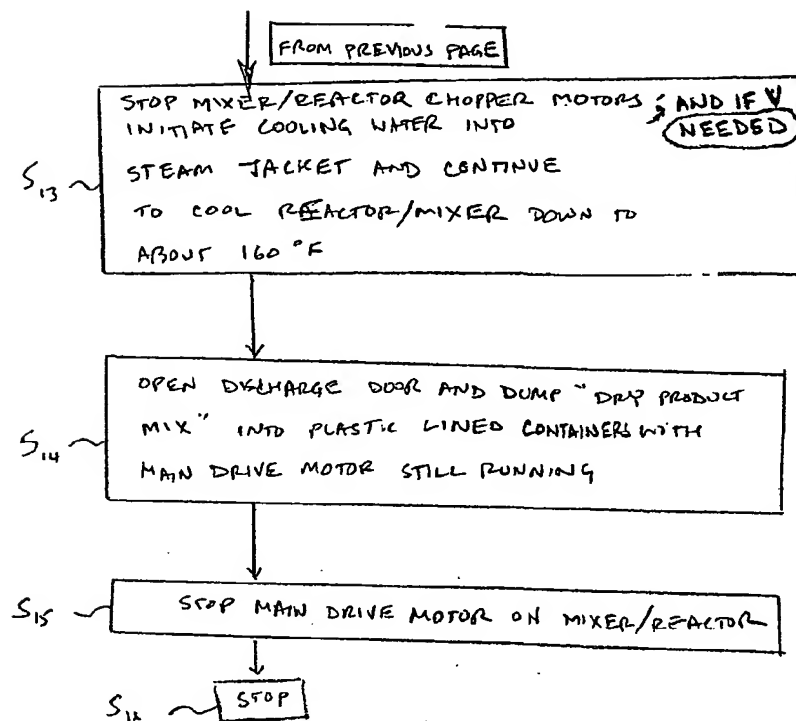 FROM PREVIOUS PAGE
STOP MIXER/REACTOR CHOPPER MOTORS ; AND IF
NEEDED
INITIATE COOLING WATER INTO
S13
STEAM JACKET AND CONTINUE
TO COOL REACTOR/MIXER DOWN TO
ABOUT 160 °F
OPEN DISCHARGE DOOR AND DUMP "DRY PRODUCT
S14
MIX" INTO PLASTIC LINED CONTAINERS WITH
MAIN DRIVE MOTOR STILL RUNNING
S15
STOP MAIN DRIVE MOTOR ON MIXER/REACTOR
STOP